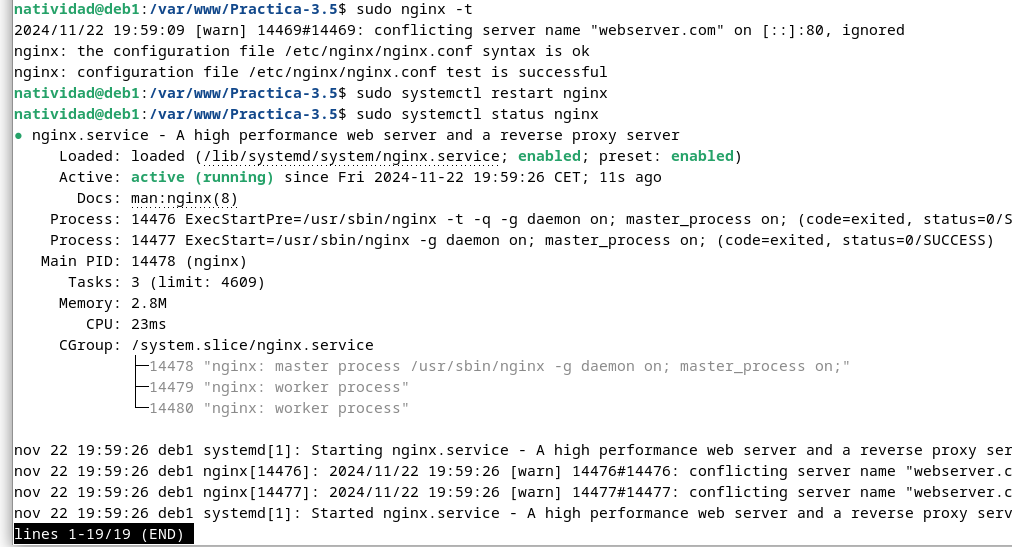 natividad@deb1:/var/www/Practica-3.5$ sudo nginx -t
2024/11/22 19:59:09 [warn] 14469#14469: conflicting server name "webserver.com" on [::]:80, ignored
nginx: the configuration file /etc/nginx/nginx.conf syntax is ok
nginx: configuration file /etc/nginx/nginx.conf test is successful
natividad@deb1:/var/www/Practica-3.5$ sudo systemctl restart nginx
natividad@deb1:/var/www/Practica-3.5$ sudo systemctl status nginx
● nginx.service - A high performance web server and a reverse proxy server
     Loaded: loaded (/lib/systemd/system/nginx.service; enabled; preset: enabled)
     Active: active (running) since Fri 2024-11-22 19:59:26 CET; 11s ago
       Docs: man:nginx(8)
    Process: 14476 ExecStartPre=/usr/sbin/nginx -t -q -g daemon on; master_process on; (code=exited, status=0/S
    Process: 14477 ExecStart=/usr/sbin/nginx -g daemon on; master_process on; (code=exited, status=0/SUCCESS)
   Main PID: 14478 (nginx)
      Tasks: 3 (limit: 4609)
     Memory: 2.8M
        CPU: 23ms
     CGroup: /system.slice/nginx.service
             ├─14478 "nginx: master process /usr/sbin/nginx -g daemon on; master_process on;"
             ├─14479 "nginx: worker process"
             └─14480 "nginx: worker process"
nov 22 19:59:26 deb1 systemd[1]: Starting nginx.service - A high performance web server and a reverse proxy ser
nov 22 19:59:26 deb1 nginx[14476]: 2024/11/22 19:59:26 [warn] 14476#14476: conflicting server name "webserver.c
nov 22 19:59:26 deb1 nginx[14477]: 2024/11/22 19:59:26 [warn] 14477#14477: conflicting server name "webserver.c
nov 22 19:59:26 deb1 systemd[1]: Started nginx.service - A high performance web server and a reverse proxy serv
lines 1-19/19 (END)